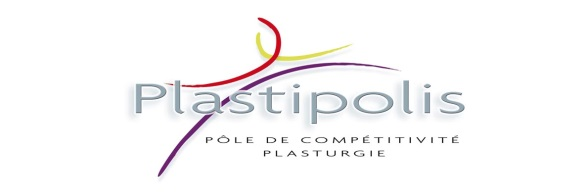 Plastipolis
PÔLE DE COMPÉTITIVITÉ
PLASTURGIE